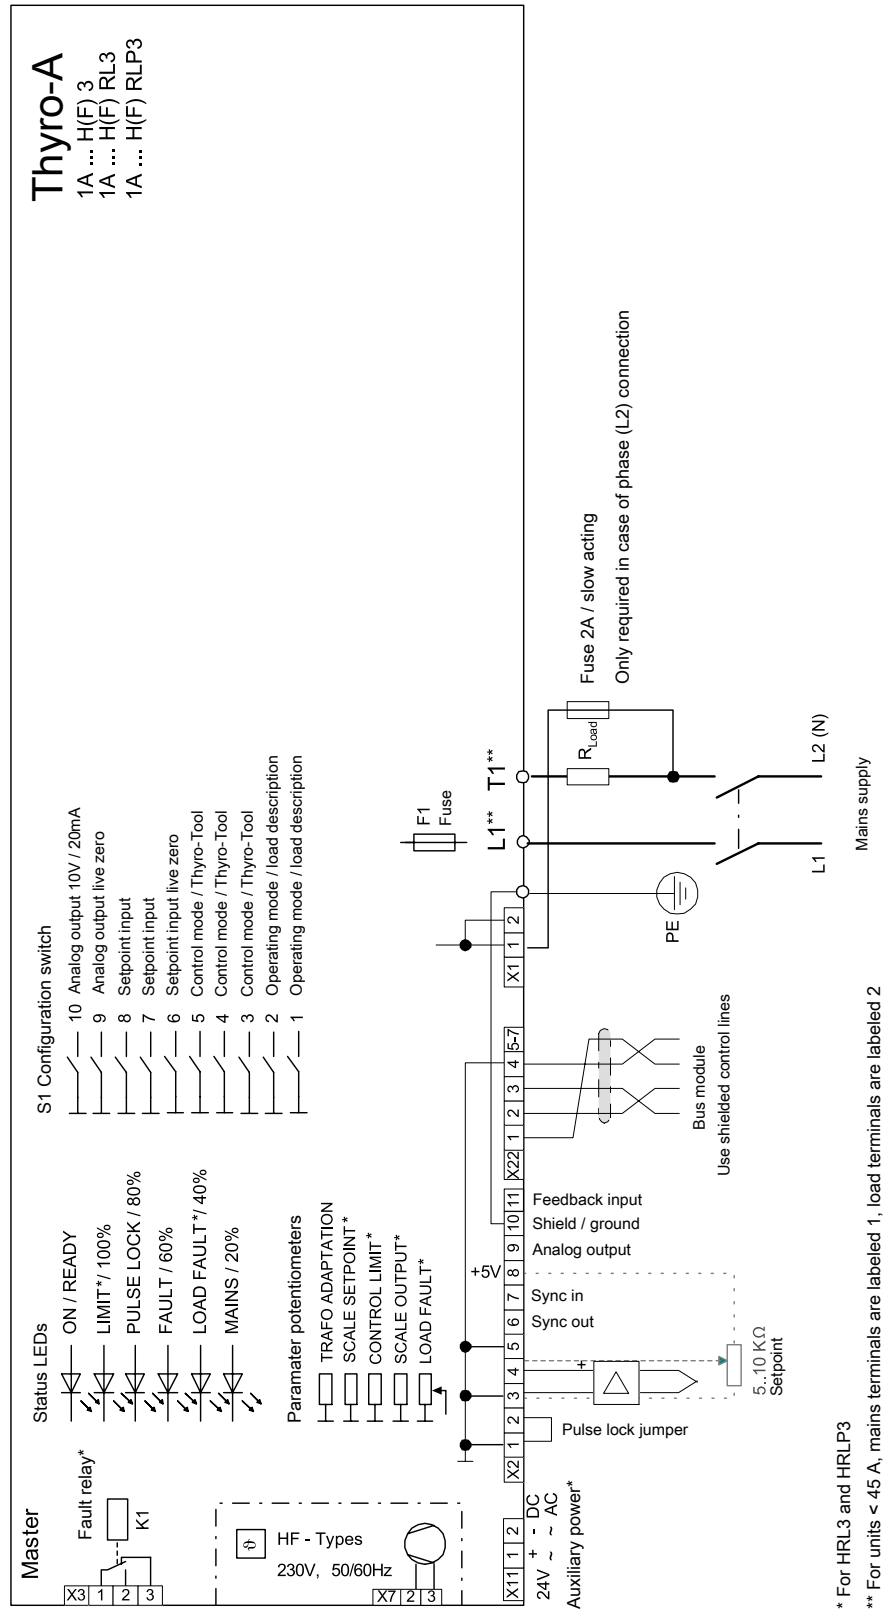 Thyro-A
1A ... H(F) 3
1A ... H(F) RL3
1A ... H(F) RLP3
Master
Fault relay*
K1
X3 1 2 3
HF - Types
230V, 50/60Hz
ϑ
X7 2 3
Status LEDs
ON / READY
LIMIT*/ 100%
PULSE LOCK / 80%
FAULT / 60%
LOAD FAULT*/ 40%
MAINS / 20%
Paramater potentiometers
TRAFO ADAPTATION
SCALE SETPOINT*
CONTROL LIMIT*
SCALE OUTPUT*
LOAD FAULT*
S1 Configuration switch
10 Analog output 10V / 20mA
9 Analog output live zero
8 Setpoint input
7 Setpoint input
6 Setpoint input live zero
5 Control mode / Thyro-Tool
4 Control mode / Thyro-Tool
3 Control mode / Thyro-Tool
2 Operating mode / load description
1 Operating mode / load description
F1
Fuse
L1** T1**
X11 1 2
24V + - DC
~ ~ AC
Auxiliary power*
X2 1 2 3 4 5 6 7 8 9 10 11
+5V
Pulse lock jumper
+
5..10 KΩ
Setpoint
Sync out
Sync in
Analog output
Shield / ground
Feedback input
X22 1 2 3 4 5-7
Bus module
Use shielded control lines
X1 1 2
PE
R Load
Fuse 2A / slow acting
Only required in case of phase (L2) connection
L1
L2 (N)
Mains supply
* For HRL3 and HRLP3
** For units < 45 A, mains terminals are labeled 1, load terminals are labeled 2